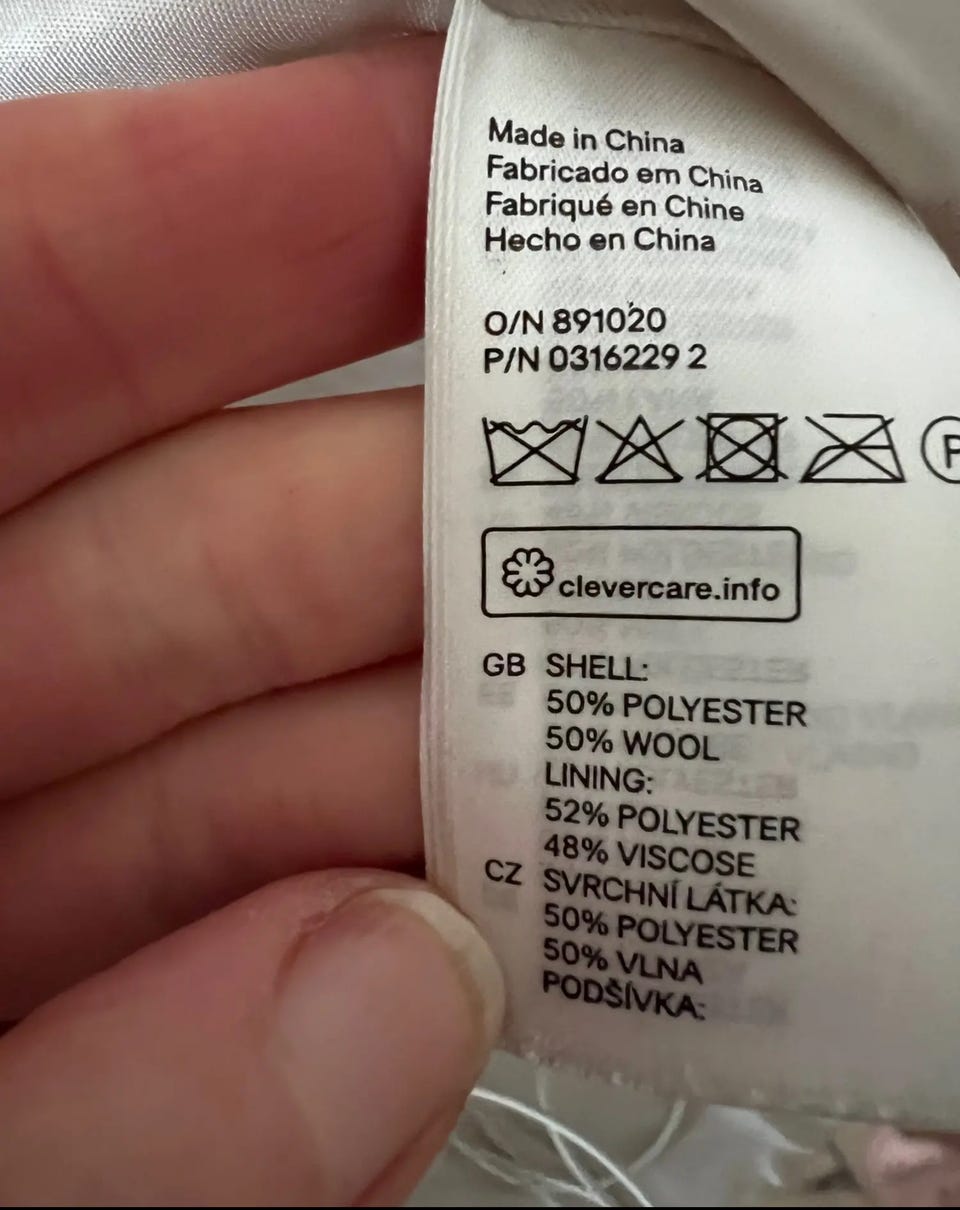 Made in China
Fabricado em China
Fabriqué en Chine
Hecho en China
O/N 891020
P/N 0316229 2
P
clevercare.info
GB SHELL:
50% POLYESTER
50% WOOL
LINING:
52% POLYESTER
48% VISCOSE
CZ SVRCHNÍ LÁTKA:
50% POLYESTER
50% VLNA
PODŠÍVKA: